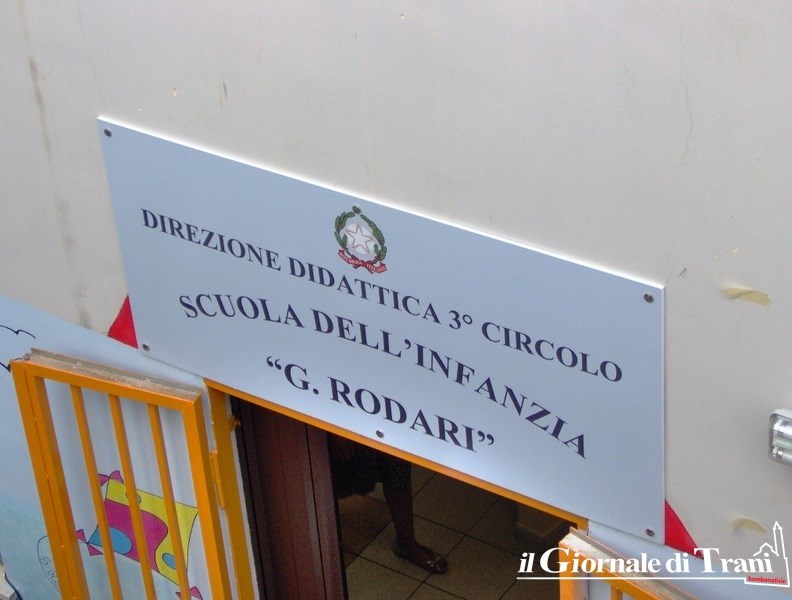 DIREZIONE DIDATTICA 3° CIRCOLO
SCUOLA DELL'INFANZIA
“G. RODARI”
il Giornale di Trani